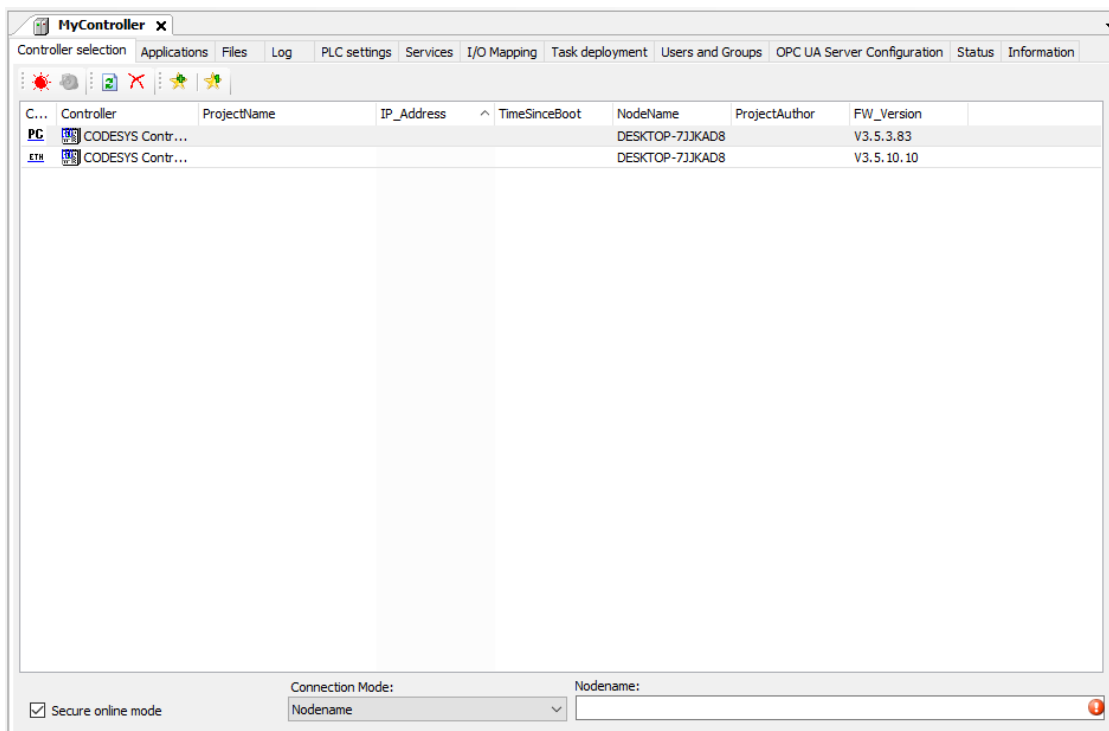 MyController
Controller selection Applications Files Log PLC settings Services I/O Mapping Task deployment Users and Groups OPC UA Server Configuration Status Information
C... Controller ProjectName IP_Address TimeSinceBoot NodeName ProjectAuthor FW_Version
PC CODESYS Contr... DESKTOP-7JJKAD8 V3.5.3.83
ETH CODESYS Contr... DESKTOP-7JJKAD8 V3.5.10.10
Connection Mode: Nodename:
Secure online mode Nodename